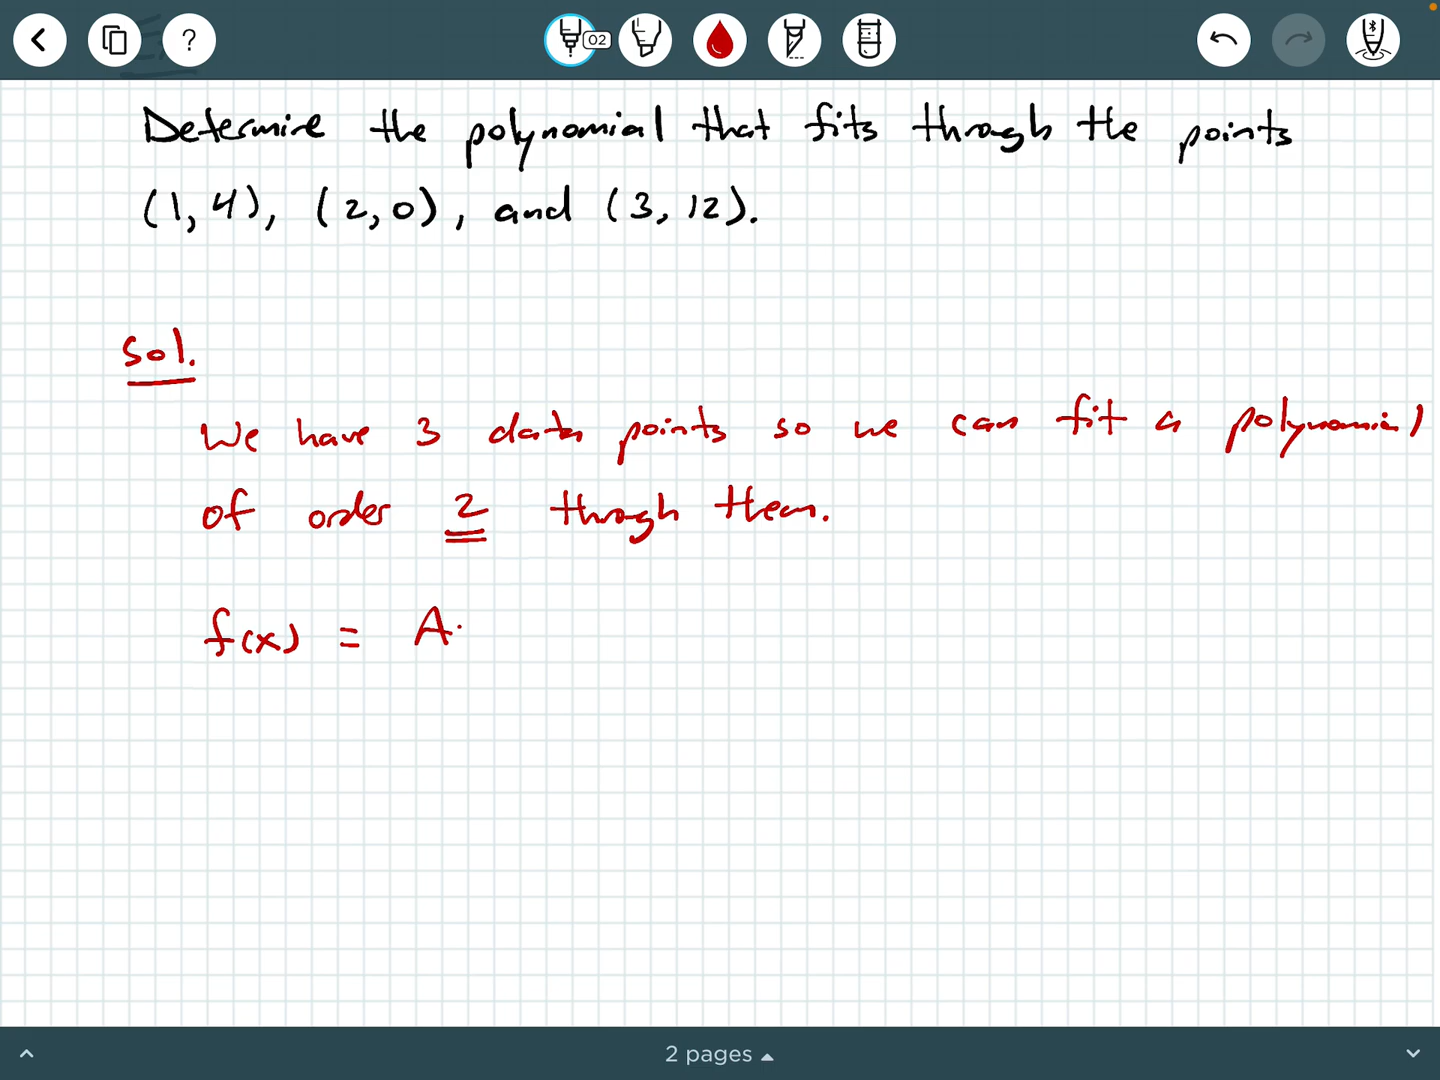 ?
02
Determine the polynomial that fits through the points
(1, 4), (2, 0), and (3, 12).
Sol.
We have 3 data points so we can fit a polynomial
of order 2 through them.
f(x) = A
2 pages